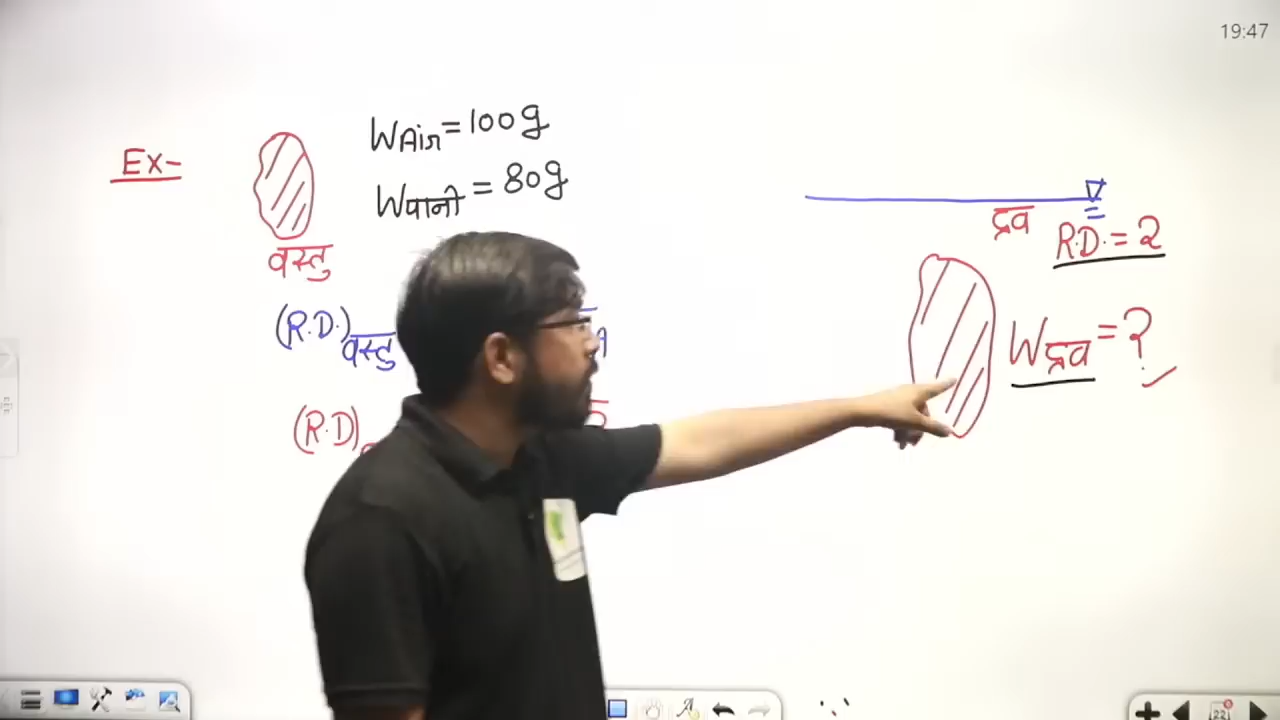 19:47
Ex-
WAir = 100g
Wपानी = 80g
वस्तु
द्रव
R.D. = 2
(R.D.)वस्तु
Wद्रव = ?
(R.D)